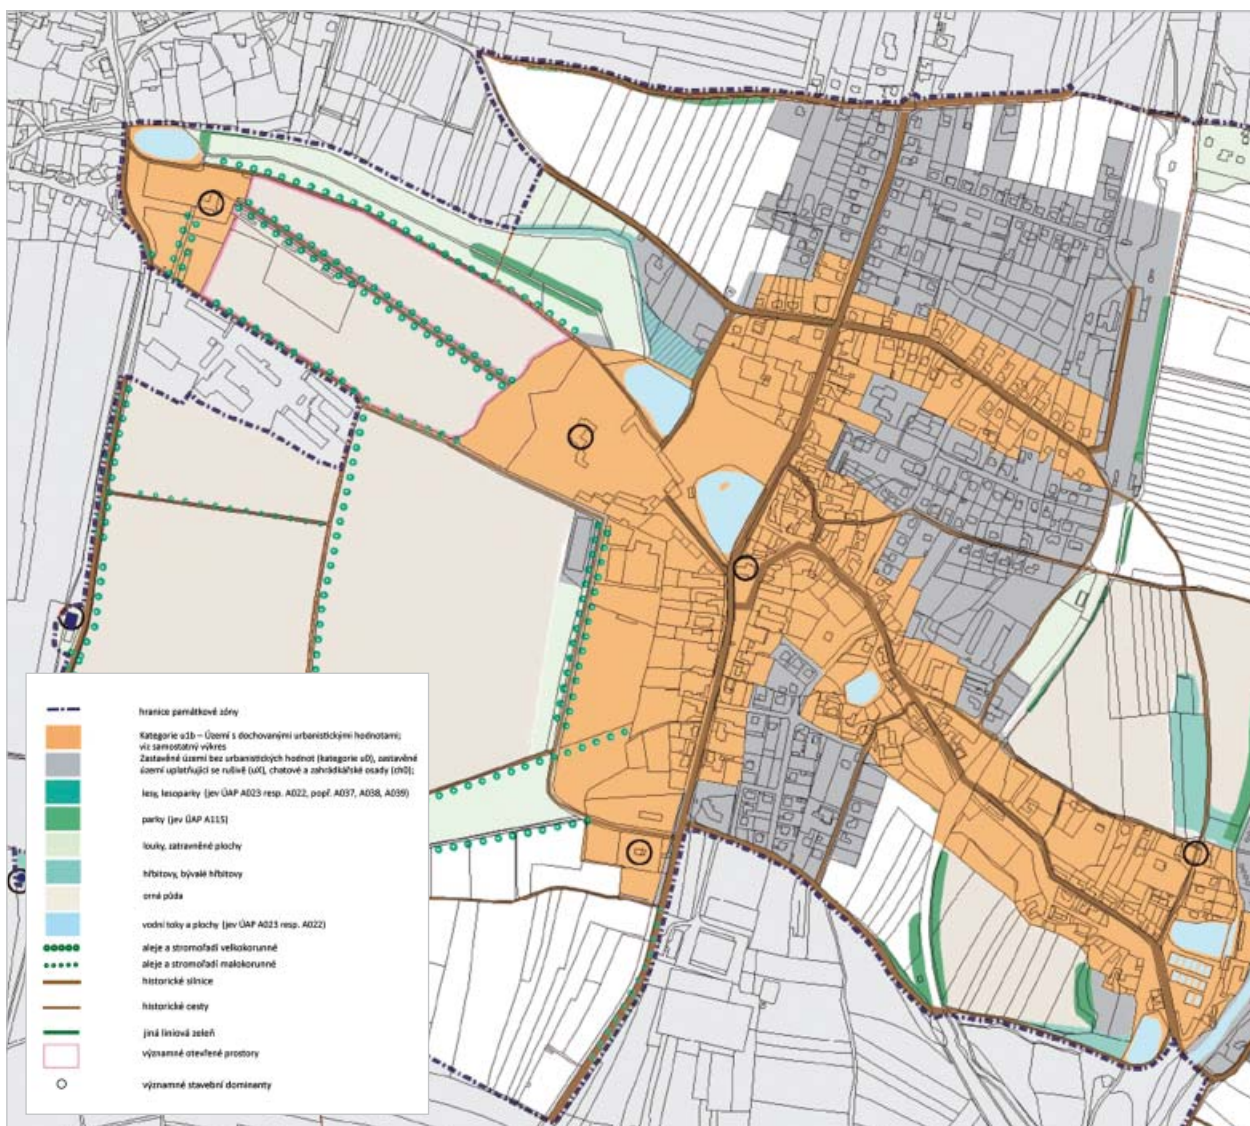 hranice památkové zóny
Kategorie u1b – Území s dochovanými urbanistickými hodnotami;
viz samostatný výkres
Zastavěné území bez urbanistických hodnot (kategorie u0), zastavěné
území uplatňující se rušivě (uX), chatové a zahrádkářské osady (ch0);
lesy, lesoparky (jev ÚAP A023 resp. A022, popř. A037, A038, A039)
parky (jev ÚAP A115)
louky, zatravněné plochy
hřbitovy, bývalé hřbitovy
orná půda
vodní toky a plochy (jev ÚAP A023 resp. A022)
aleje a stromořadí velkokorunné
aleje a stromořadí malokorunné
historické silnice
historické cesty
jiná liniová zeleň
významné otevřené prostory
významné stavební dominanty